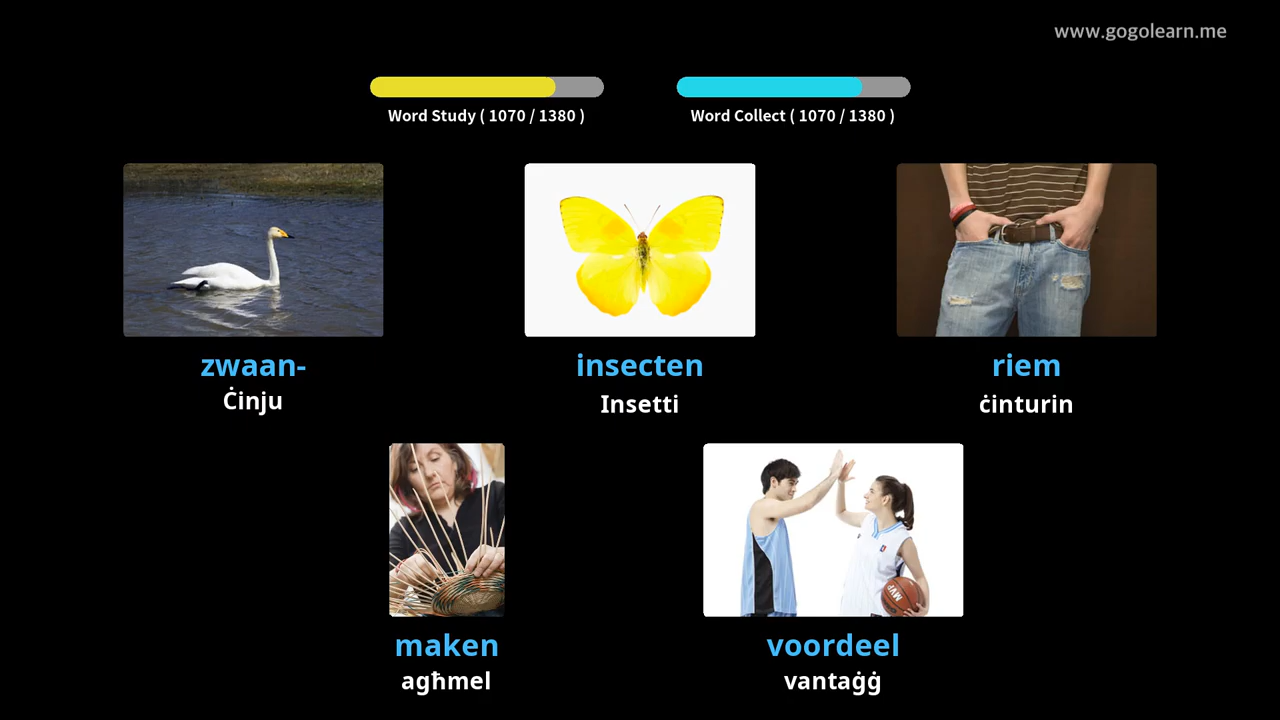 www.gogolearn.me
Word Study ( 1070 / 1380 )
Word Collect ( 1070 / 1380 )
zwaan-
Ċinju
insecten
Insetti
riem
ċinturin
maken
agħmel
voordeel
vantaġġ
MVP